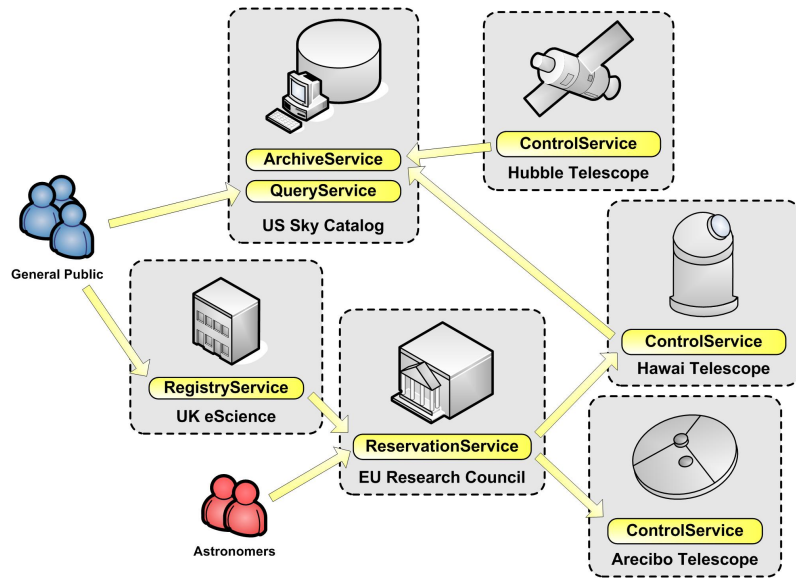 ArchiveService
QueryService
US Sky Catalog
ControlService
Hubble Telescope
General Public
RegistryService
UK eScience
ReservationService
EU Research Council
ControlService
Hawai Telescope
Astronomers
ControlService
Arecibo Telescope